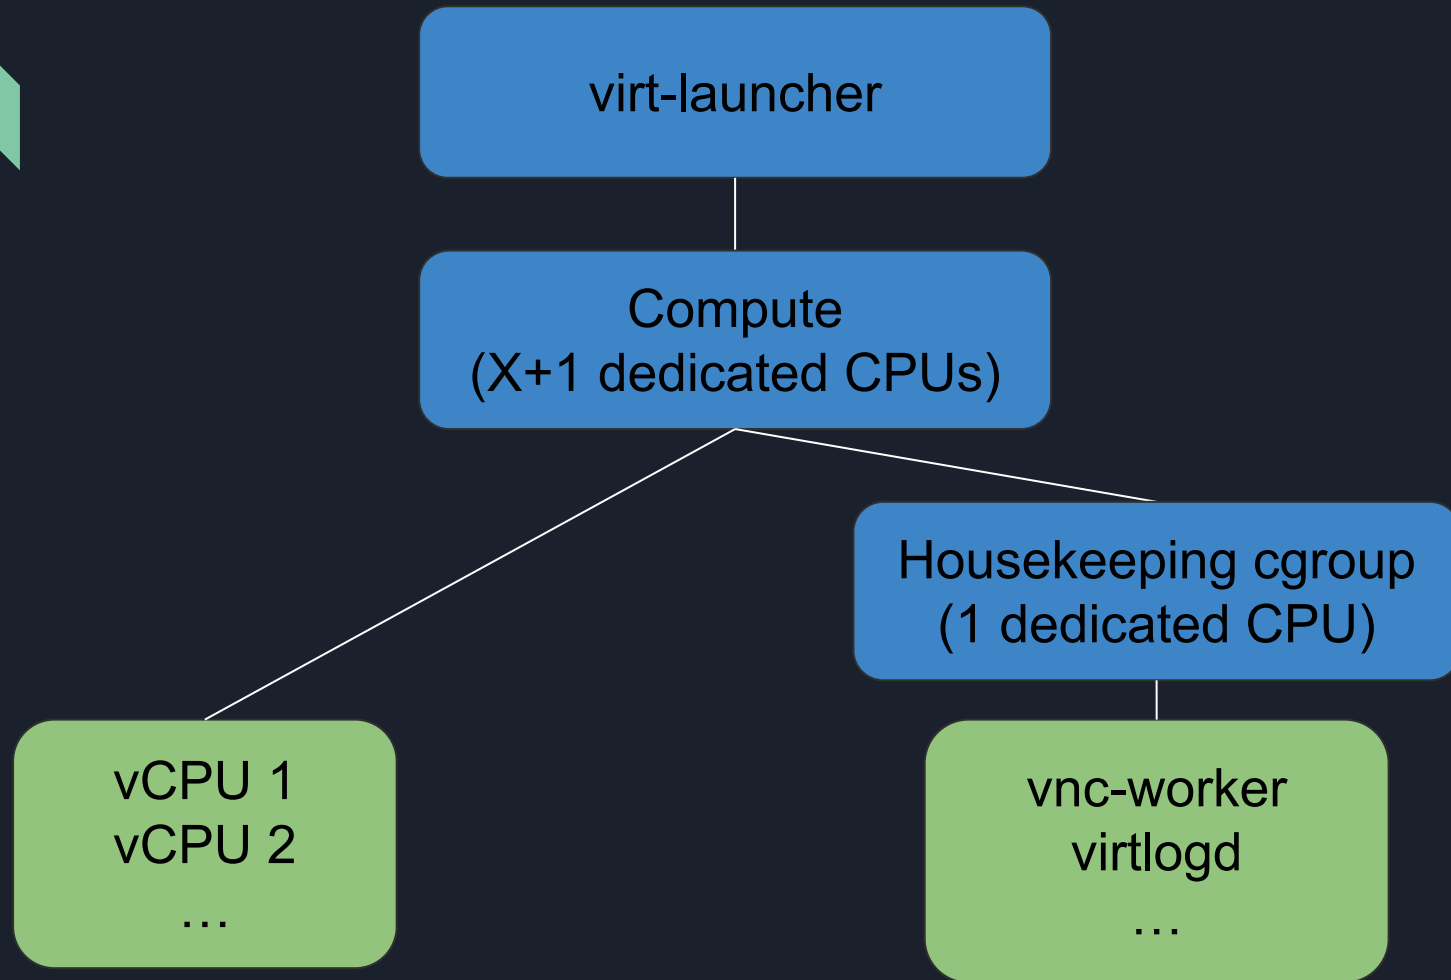 virt-launcher
Compute
(X+1 dedicated CPUs)
Housekeeping cgroup
(1 dedicated CPU)
vCPU 1
vCPU 2
…
vnc-worker
virtlogd
…